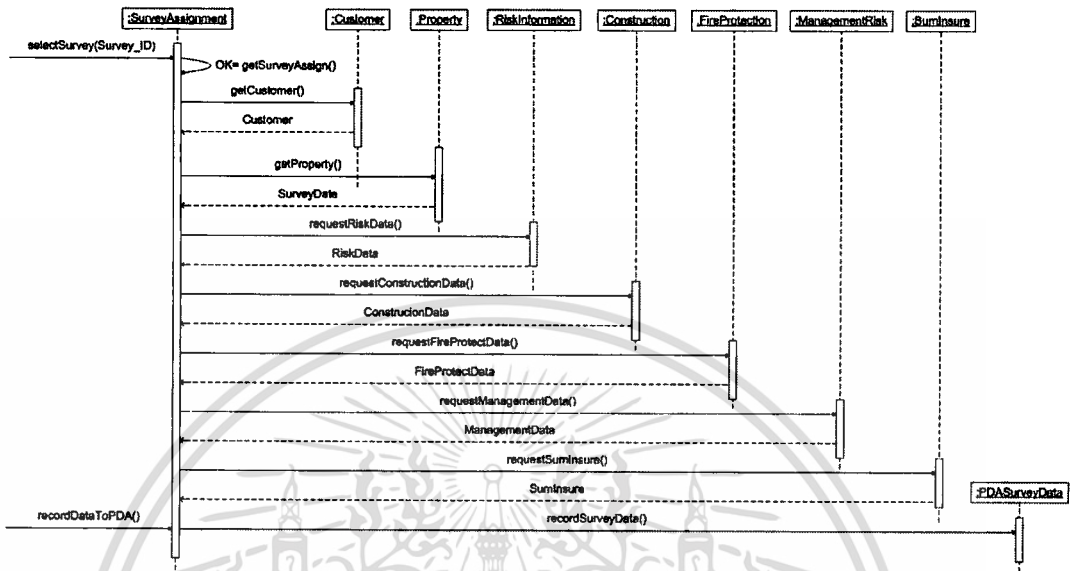 :SurveyAssignment :Customer :Property :RiskInformation :Construction :FireProtection :ManagementRisk :SumInsure
selectSurvey(Survey_ID)
OK= getSurveyAssign()
getCustomer()
Customer
getProperty()
SurveyDate
requestRiskData()
RiskData
requestConstructionData()
ConstrucionData
requestFireProtectData()
FireProtectData
requestManagementData()
ManagementData
requestSumInsure()
SumInsure
:PDASurveyData
recordDataToPDA()
recordSurveyData()